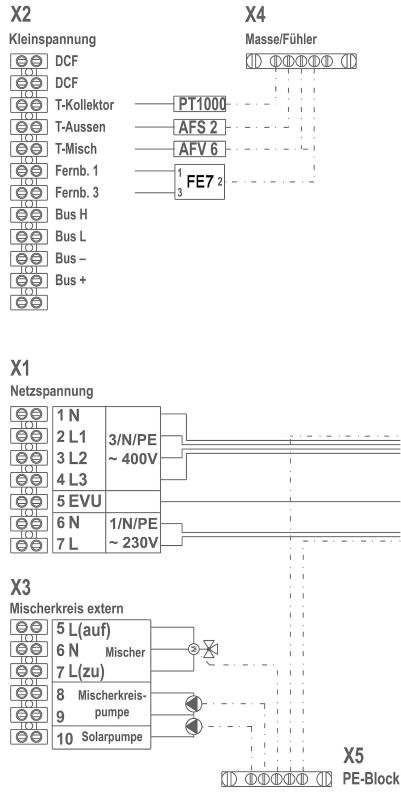 X2
X4
Kleinspannung
Masse/Fühler
DCF
DCF
T-Kollektor
PT1000
T-Aussen
AFS 2
T-Misch
AFV 6
Fernb. 1
1
FE7
2
Fernb. 3
3
Bus H
Bus L
Bus –
Bus +
X1
Netzspannung
1 N
2 L1
3/N/PE
3 L2
~ 400V
4 L3
5 EVU
6 N
1/N/PE
7 L
~ 230V
X3
Mischerkreis extern
5 L(auf)
6 N
Mischer
M
7 L(zu)
8
Mischerkreis-
pumpe
9
10
Solarpumpe
X5
PE-Block